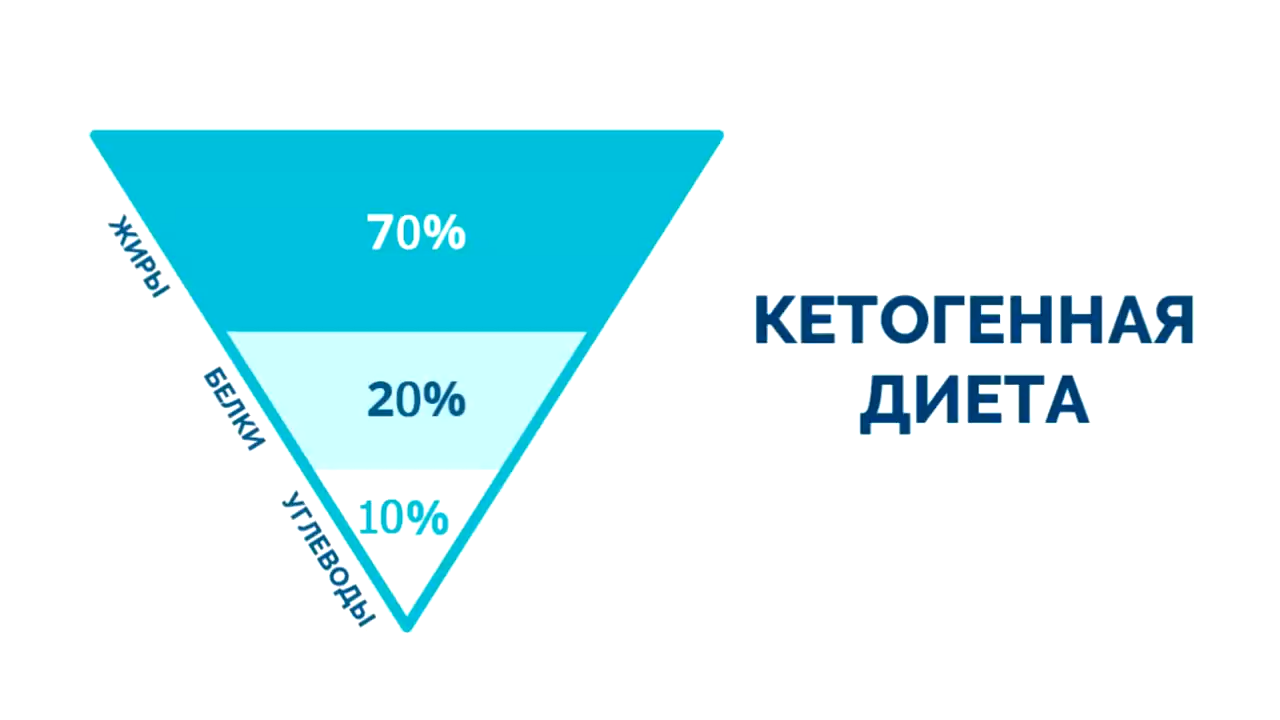 ЖИРЫ
70%
БЕЛКИ
20%
УГЛЕВОДЫ
10%
КЕТОГЕННАЯ
ДИЕТА